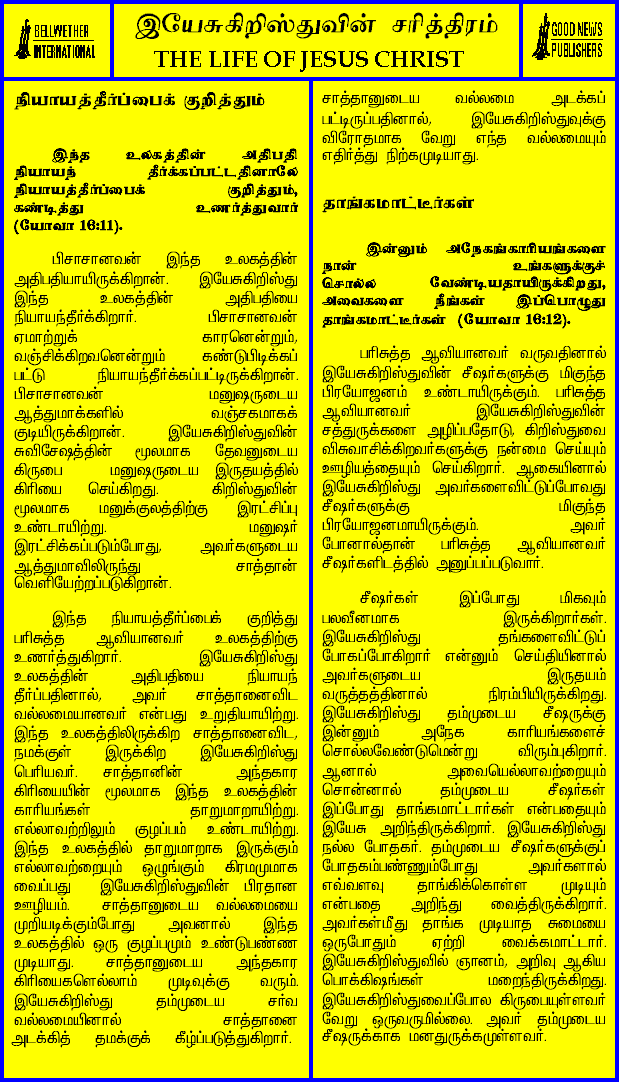 BELLWETHER
INTERNATIONAL
இயேசுகிறிஸ்துவின் சரித்திரம்
THE LIFE OF JESUS CHRIST
GOOD NEWS
PUBLISHERS
நியாயத்தீர்ப்பைக் குறித்தும்
இந்த உலகத்தின் அதிபதி
நியாயந் தீர்க்கப்பட்டதினாலே
நியாயத்தீர்ப்பைக் குறித்தும்,
கண்டித்து உணர்த்துவார்
(யோவா 16:11).
பிசாசானவன் இந்த உலகத்தின்
அதிபதியாயிருக்கிறான். இயேசுகிறிஸ்து
இந்த உலகத்தின் அதிபதியை
நியாயந்தீர்க்கிறார். பிசாசானவன்
ஏமாற்றுக் காரனென்றும்,
வஞ்சிக்கிறவனென்றும் கண்டுபிடிக்கப்
பட்டு நியாயந்தீர்க்கப்பட்டிருக்கிறான்.
பிசாசானவன் மனுஷருடைய
ஆத்துமாக்களில் வஞ்சகமாகக்
குடியிருக்கிறான். இயேசுகிறிஸ்துவின்
சுவிசேஷத்தின் மூலமாக தேவனுடைய
கிருபை மனுஷருடைய இருதயத்தில்
கிரியை செய்கிறது. கிறிஸ்துவின்
மூலமாக மனுக்குலத்திற்கு இரட்சிப்பு
உண்டாயிற்று. மனுஷர்
இரட்சிக்கப்படும்போது, அவர்களுடைய
ஆத்துமாவிலிருந்து சாத்தான்
வெளியேற்றப்படுகிறான்.
இந்த நியாயத்தீர்ப்பைக் குறித்து
பரிசுத்த ஆவியானவர் உலகத்திற்கு
உணர்த்துகிறார். இயேசுகிறிஸ்து
உலகத்தின் அதிபதியை நியாயந்
தீர்ப்பதினால், அவர் சாத்தானைவிட
வல்லமையானவர் என்பது உறுதியாயிற்று.
இந்த உலகத்திலிருக்கிற சாத்தானைவிட,
நமக்குள் இருக்கிற இயேசுகிறிஸ்து
பெரியவர். சாத்தானின் அந்தகார
கிரியையின் மூலமாக இந்த உலகத்தின்
காரியங்கள் தாறுமாறாயிற்று.
எல்லாவற்றிலும் குழப்பம் உண்டாயிற்று.
இந்த உலகத்தில் தாறுமாறாக இருக்கும்
எல்லாவற்றையும் ஒழுங்கும் கிரமமுமாக
வைப்பது இயேசுகிறிஸ்துவின் பிரதான
ஊழியம். சாத்தானுடைய வல்லமையை
முறியடிக்கும்போது அவனால் இந்த
உலகத்தில் ஒரு குழப்பமும் உண்டுபண்ண
முடியாது. சாத்தானுடைய அந்தகார
கிரியைகளெல்லாம் முடிவுக்கு வரும்.
இயேசுகிறிஸ்து தம்முடைய சர்வ
வல்லமையினால் சாத்தானை
அடக்கித் தமக்குக் கீழ்ப்படுத்துகிறார்.
சாத்தானுடைய வல்லமை அடக்கப்
பட்டிருப்பதினால், இயேசுகிறிஸ்துவுக்கு
விரோதமாக வேறு எந்த வல்லமையும்
எதிர்த்து நிற்கமுடியாது.
தாங்கமாட்டீர்கள்
இன்னும் அநேகங்காரியங்களை
நான் உங்களுக்குச்
சொல்ல வேண்டியதாயிருக்கிறது,
அவைகளை நீங்கள் இப்பொழுது
தாங்கமாட்டீர்கள் (யோவா 16:12).
பரிசுத்த ஆவியானவர் வருவதினால்
இயேசுகிறிஸ்துவின் சீஷர்களுக்கு மிகுந்த
பிரயோஜனம் உண்டாயிருக்கும். பரிசுத்த
ஆவியானவர் இயேசுகிறிஸ்துவின்
சத்துருக்களை அழிப்பதோடு, கிறிஸ்துவை
விசுவாசிக்கிறவர்களுக்கு நன்மை செய்யும்
ஊழியத்தையும் செய்கிறார். ஆகையினால்
இயேசுகிறிஸ்து அவர்களைவிட்டுப்போவது
சீஷர்களுக்கு மிகுந்த
பிரயோஜனமாயிருக்கும். அவர்
போனால்தான் பரிசுத்த ஆவியானவர்
சீஷர்களிடத்தில் அனுப்பப்படுவார்.
சீஷர்கள் இப்போது மிகவும்
பலவீனமாக இருக்கிறார்கள்.
இயேசுகிறிஸ்து தங்களைவிட்டுப்
போகப்போகிறார் என்னும் செய்தியினால்
அவர்களுடைய இருதயம்
வருத்தத்தினால் நிரம்பியிருக்கிறது.
இயேசுகிறிஸ்து தம்முடைய சீஷருக்கு
இன்னும் அநேக காரியங்களைச்
சொல்லவேண்டுமென்று விரும்புகிறார்.
ஆனால் அவையெல்லாவற்றையும்
சொன்னால் தம்முடைய சீஷர்கள்
இப்போது தாங்கமாட்டார்கள் என்பதையும்
இயேசு அறிந்திருக்கிறார். இயேசுகிறிஸ்து
நல்ல போதகர். தம்முடைய சீஷர்களுக்குப்
போதகம்பண்ணும்போது அவர்களால்
எவ்வளவு தாங்கிக்கொள்ள முடியும்
என்பதை அறிந்து வைத்திருக்கிறார்.
அவர்கள்மீது தாங்க முடியாத சுமையை
ஒருபோதும் ஏற்றி வைக்கமாட்டார்.
இயேசுகிறிஸ்துவில் ஞானம், அறிவு ஆகிய
பொக்கிஷங்கள் மறைந்திருக்கிறது.
இயேசுகிறிஸ்துவைப்போல கிருபையுள்ளவர்
வேறு ஒருவருமில்லை. அவர் தம்முடைய
சீஷருக்காக மனதுருக்கமுள்ளவர்.